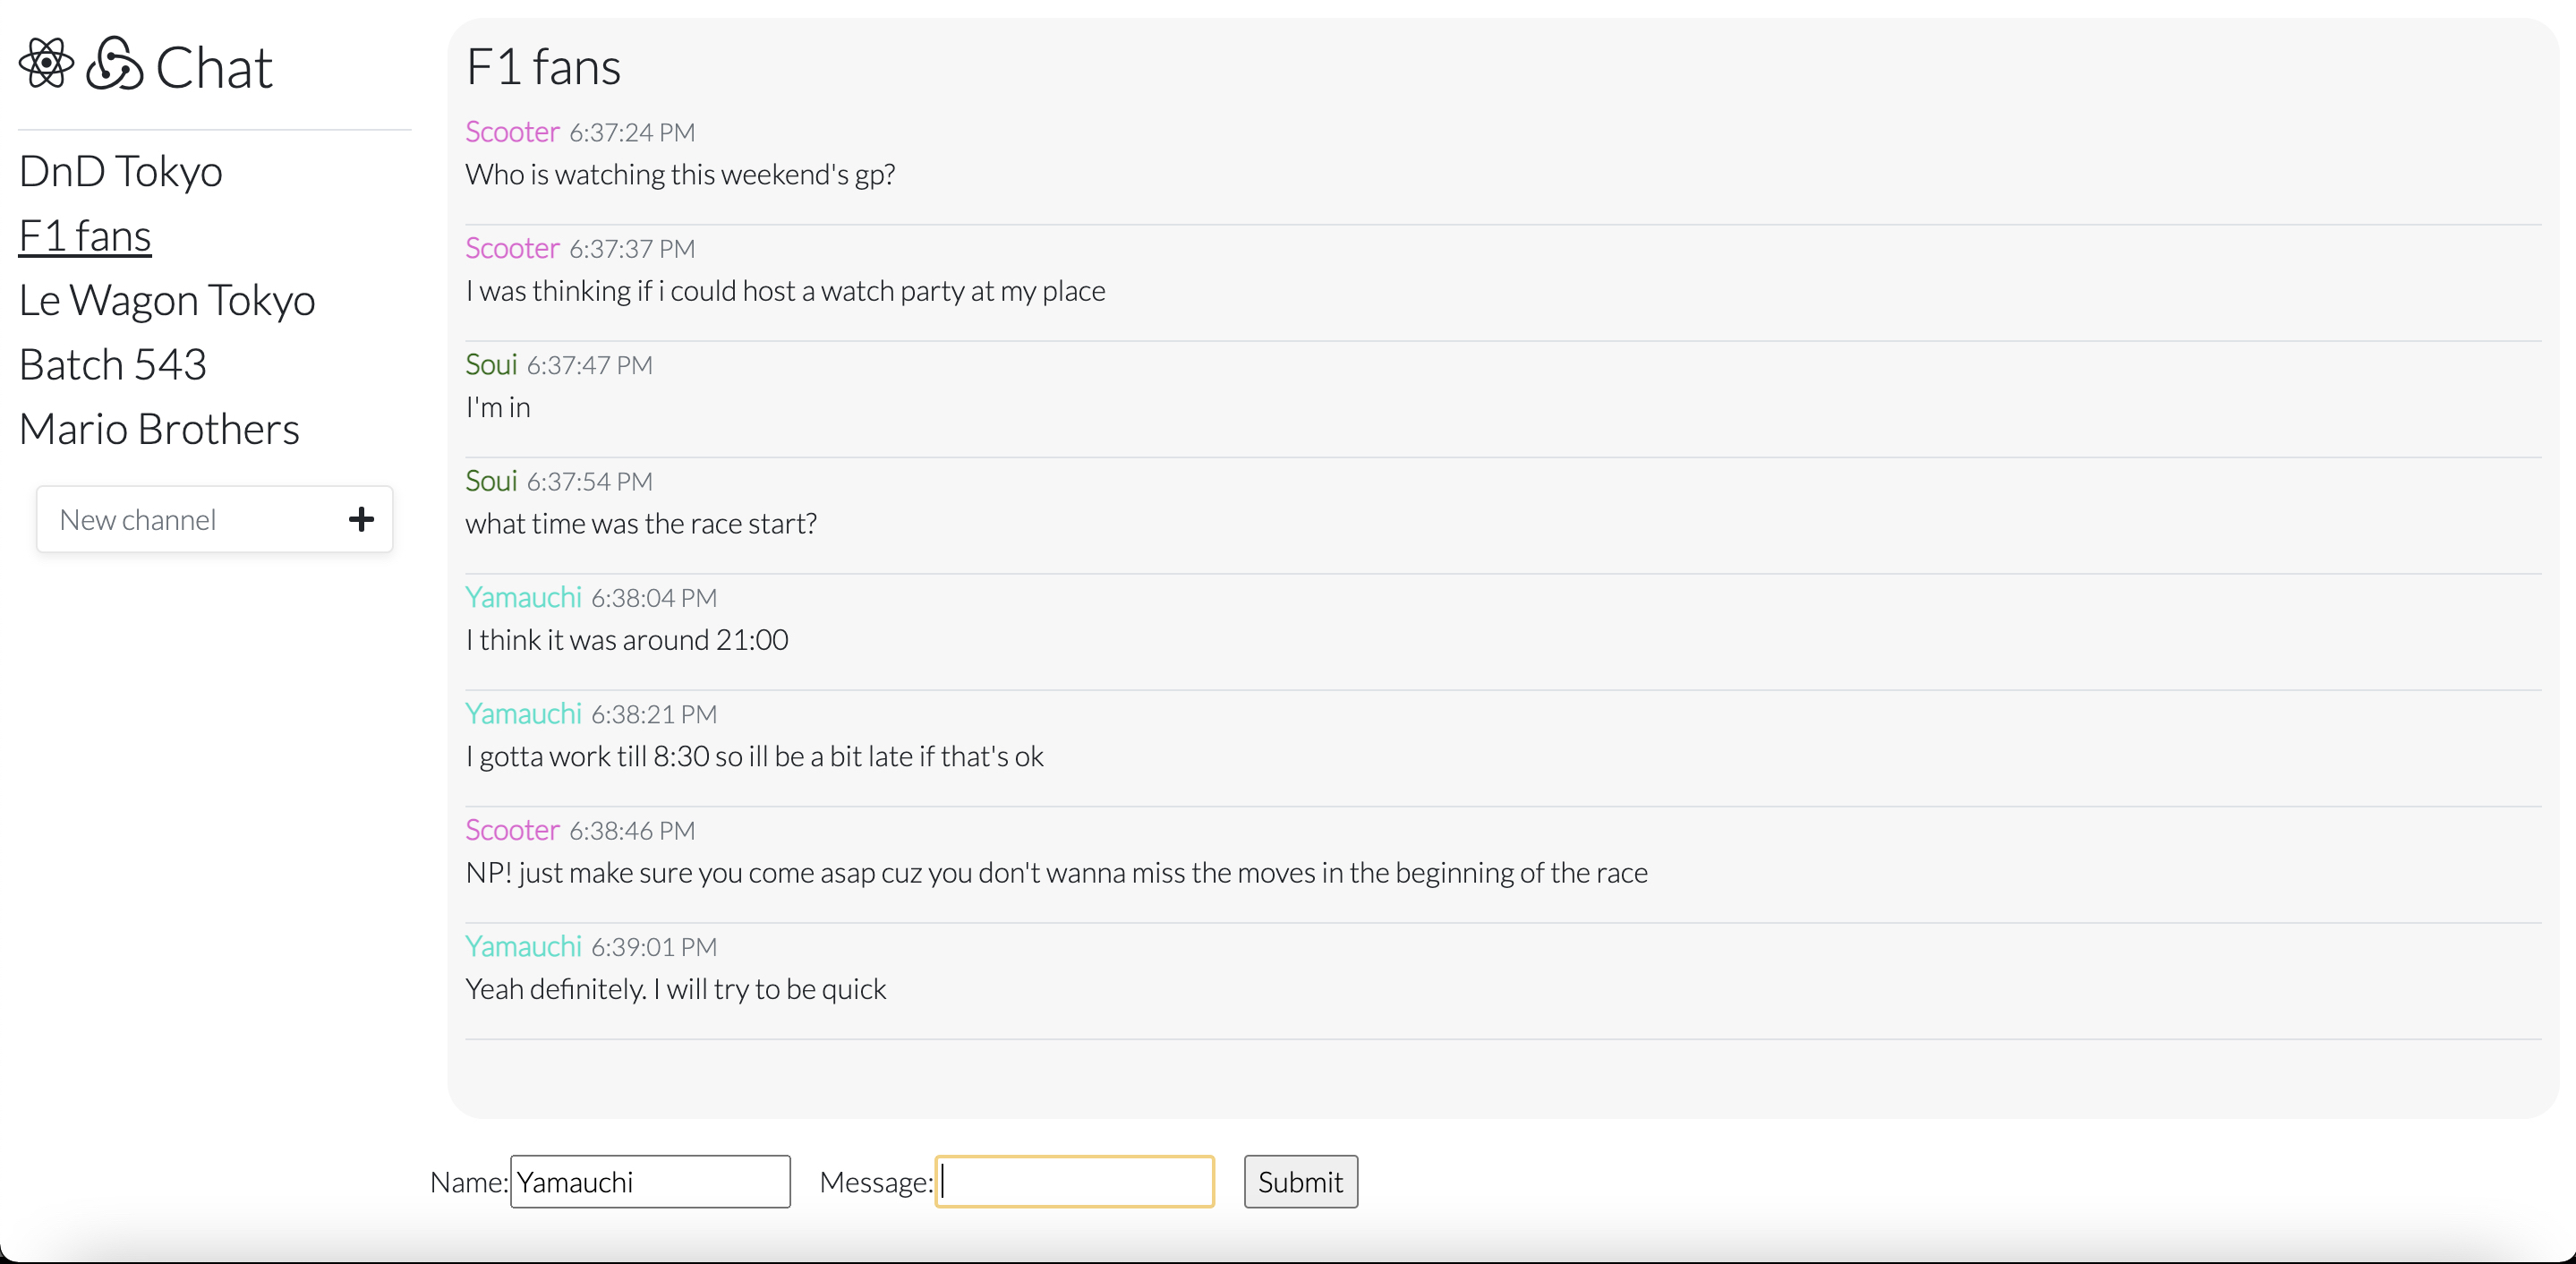 Chat
DnD Tokyo
F1 fans
Le Wagon Tokyo
Batch 543
Mario Brothers
New channel
F1 fans
Scooter 6:37:24 PM
Who is watching this weekend's gp?
Scooter 6:37:37 PM
I was thinking if i could host a watch party at my place
Soui 6:37:47 PM
I'm in
Soui 6:37:54 PM
what time was the race start?
Yamauchi 6:38:04 PM
I think it was around 21:00
Yamauchi 6:38:21 PM
I gotta work till 8:30 so ill be a bit late if that's ok
Scooter 6:38:46 PM
NP! just make sure you come asap cuz you don't wanna miss the moves in the beginning of the race
Yamauchi 6:39:01 PM
Yeah definitely. I will try to be quick
Name: Yamauchi Message: Submit